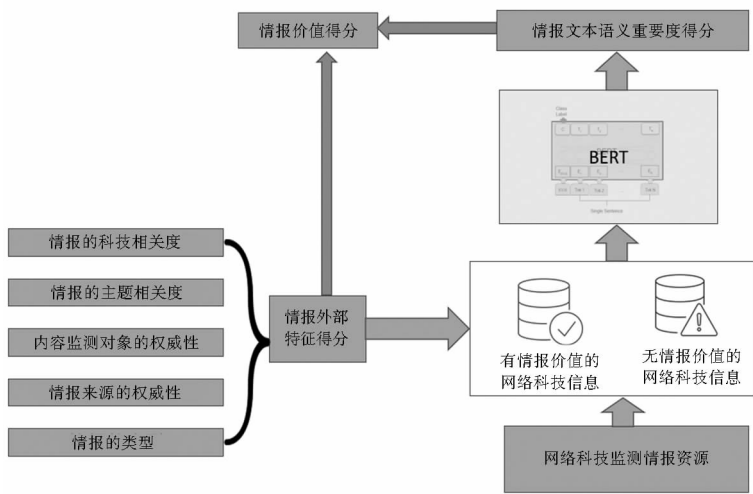 情报价值得分
情报文本语义重要度得分
Class
Label
BERT
Single Sentence
情报的科技相关度
情报的主题相关度
内容监测对象的权威性
情报来源的权威性
情报的类型
情报外部
特征得分
有情报价值的
网络科技信息
无情报价值的
网络科技信息
网络科技监测情报资源